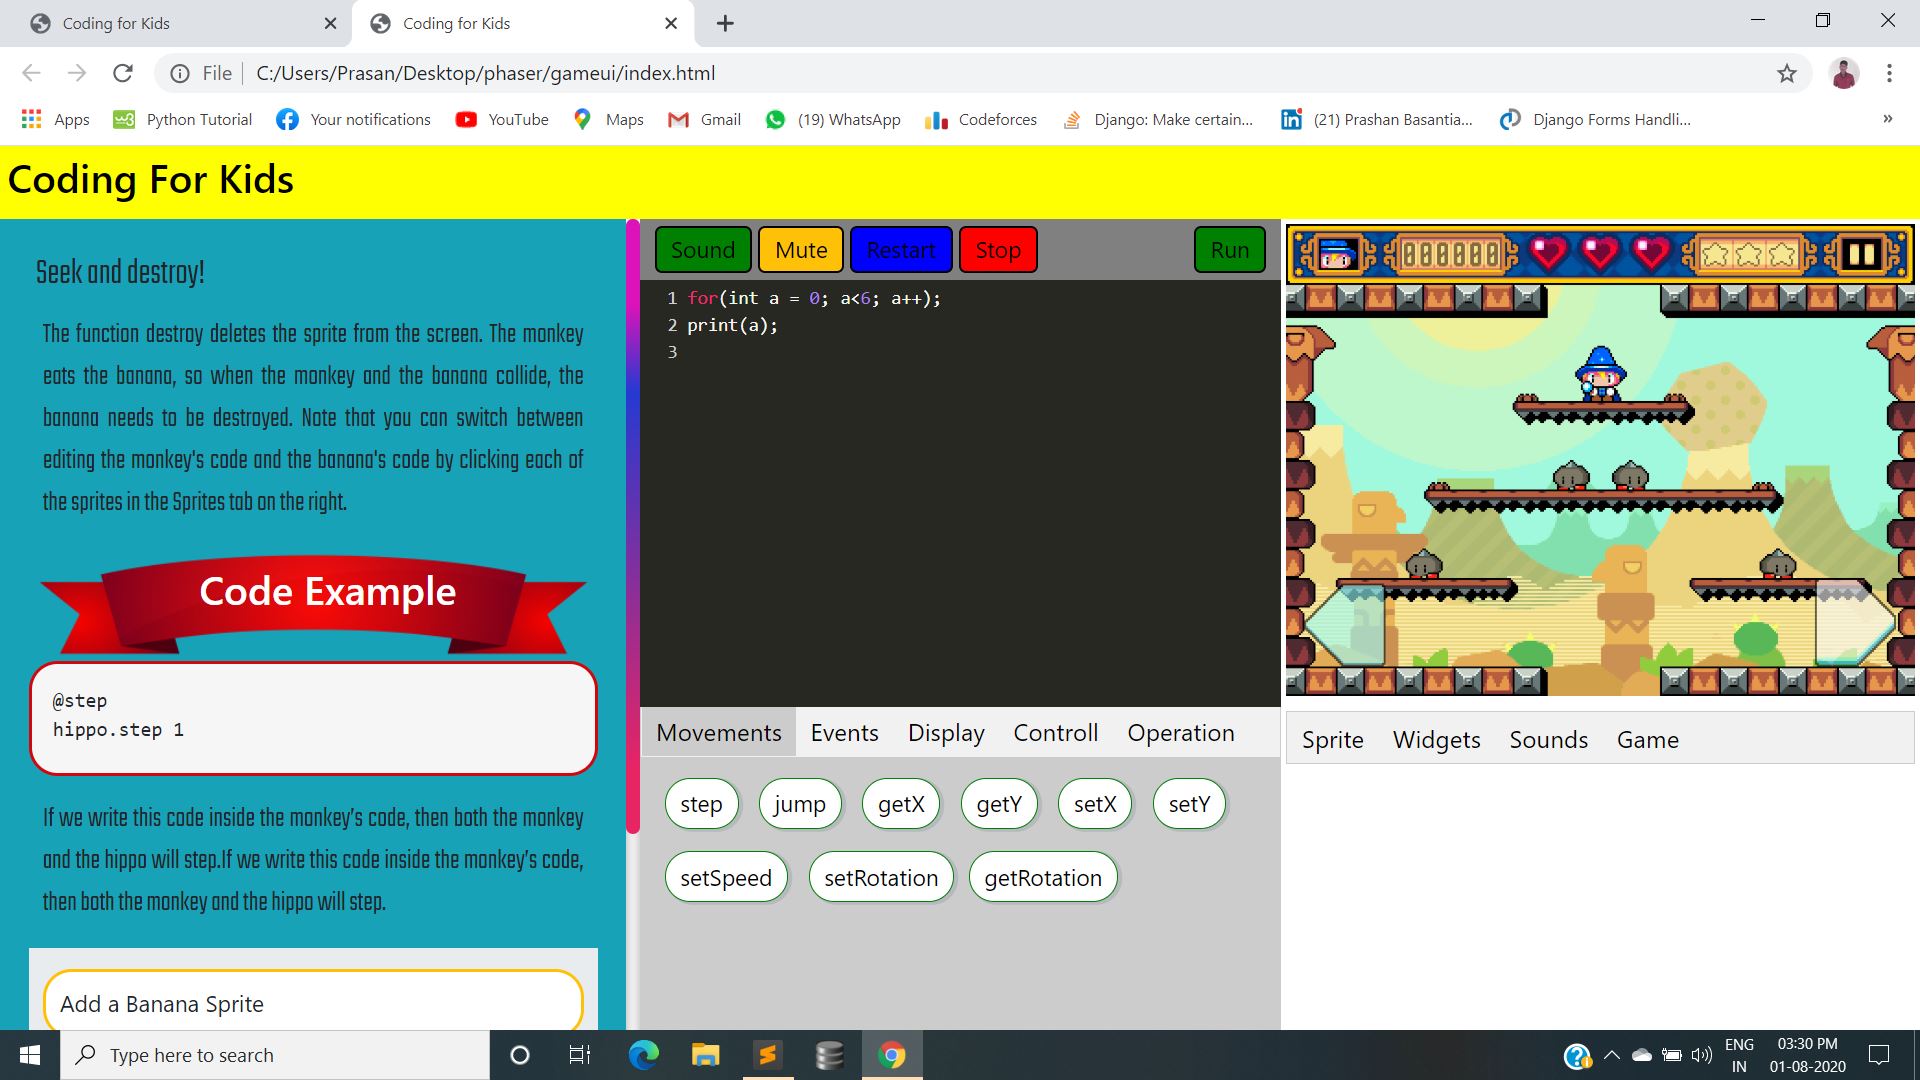 Coding for Kids
Coding for Kids
File
C:/Users/Prasan/Desktop/phaser/gameui/index.html
Apps
Python Tutorial
Your notifications
YouTube
Maps
Gmail
(19) WhatsApp
Codeforces
Django: Make certain...
(21) Prashan Basantia...
Django Forms Handli...
»
Coding For Kids
Seek and destroy!
The function destroy deletes the sprite from the screen. The monkey
eats the banana, so when the monkey and the banana collide, the
banana needs to be destroyed. Note that you can switch between
editing the monkey's code and the banana's code by clicking each of
the sprites in the Sprites tab on the right.
Code Example
@step
hippo.step 1
If we write this code inside the monkey’s code, then both the monkey
and the hippo will step.If we write this code inside the monkey’s code,
then both the monkey and the hippo will step.
Add a Banana Sprite
Sound Mute Restart Stop Run
1 for(int a = 0; a<6; a++);
2 print(a);
3
Movements Events Display Controll Operation
step jump getX getY setX setY
setSpeed setRotation getRotation
000000
Sprite Widgets Sounds Game
Type here to search
ENG
IN
03:30 PM
01-08-2020